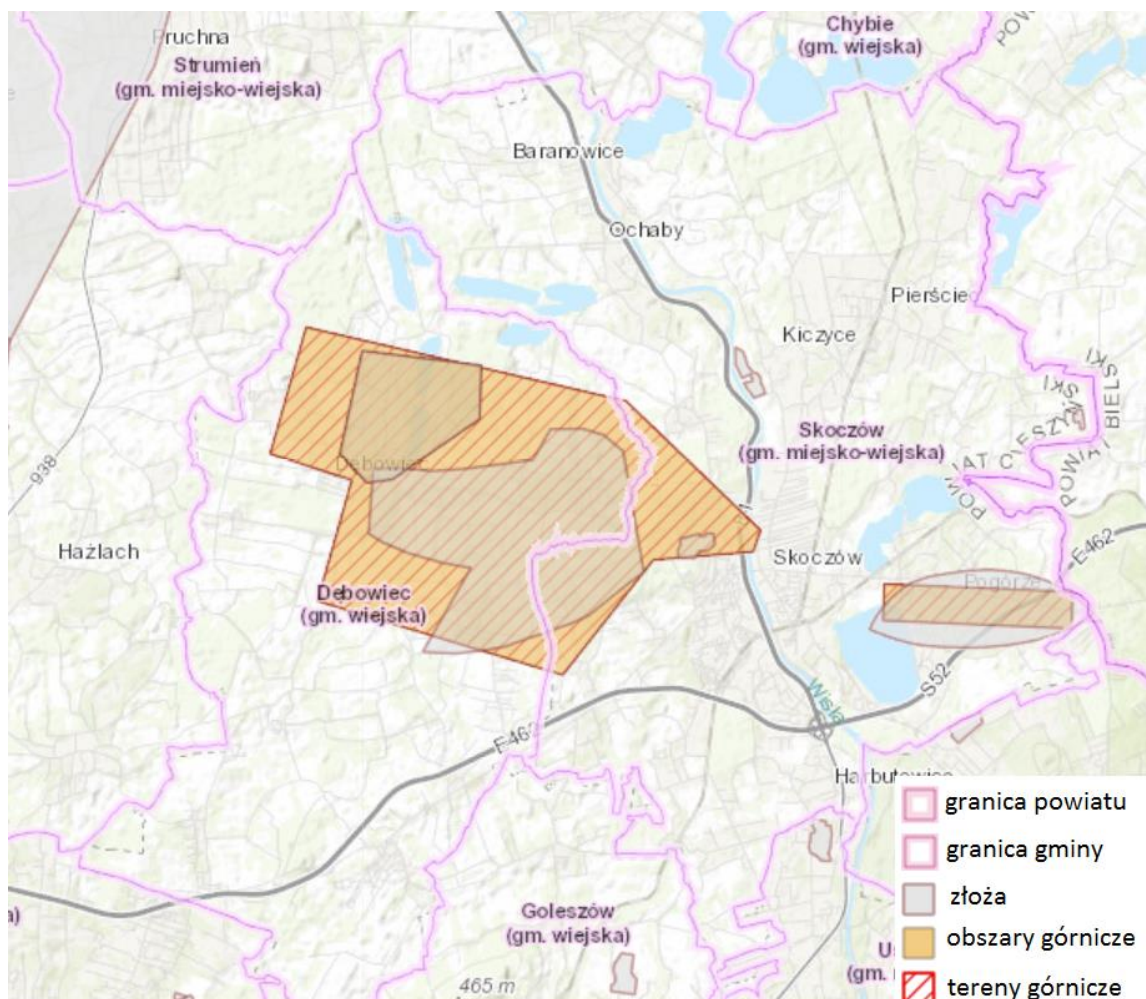 Pruchna
Strumień
(gm. miejsko-wiejska)
Chybie
(gm. wiejska)
Baranowice
Ochaby
Pierściec
Kiczyce
Skoczów
(gm. miejsko-wiejska)
POWIAT CIESZYŃSKI
POWIAT BIELSKI
938
Dębowiec
Hażlach
Skoczów
E462
Pogórze
Dębowiec
(gm. wiejska)
S52
Wisła
E462
Harbutowice
granica powiatu
granica gminy
złoża
obszary górnicze
tereny górnicze
Goleszów
(gm. wiejska)
465 m